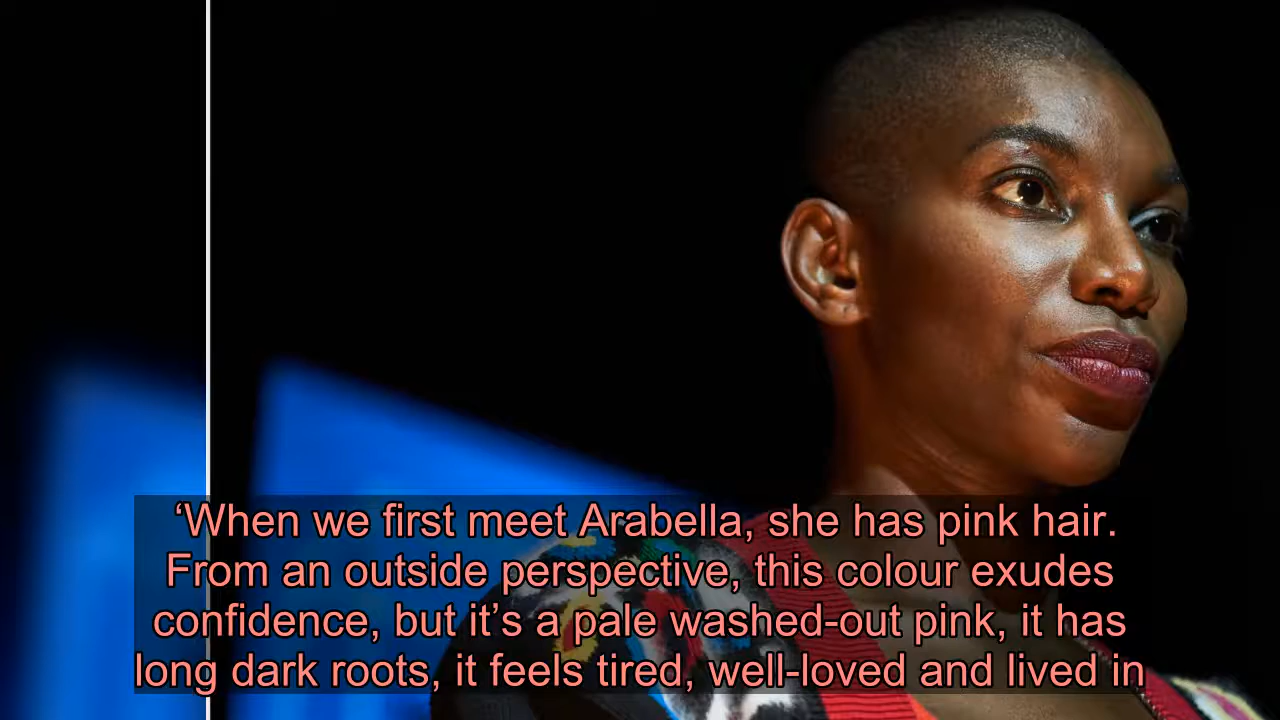 ‘When we first meet Arabella, she has pink hair.
From an outside perspective, this colour exudes
confidence, but it’s a pale washed-out pink, it has
long dark roots, it feels tired, well-loved and lived in